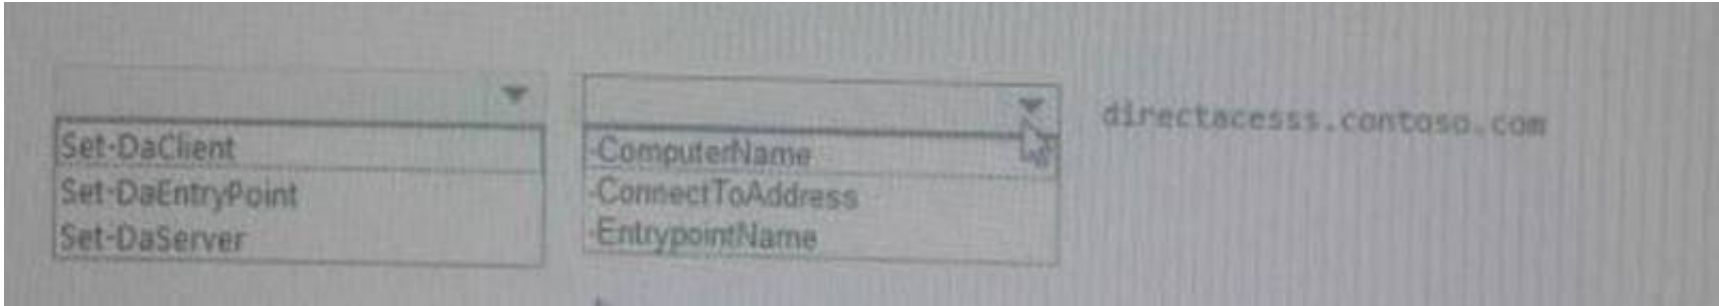 directacesss.contoso.com
Set-DaClient
Set-DaEntryPoint
Set-DaServer
-ComputerName
-ConnectToAddress
-EntrypointName